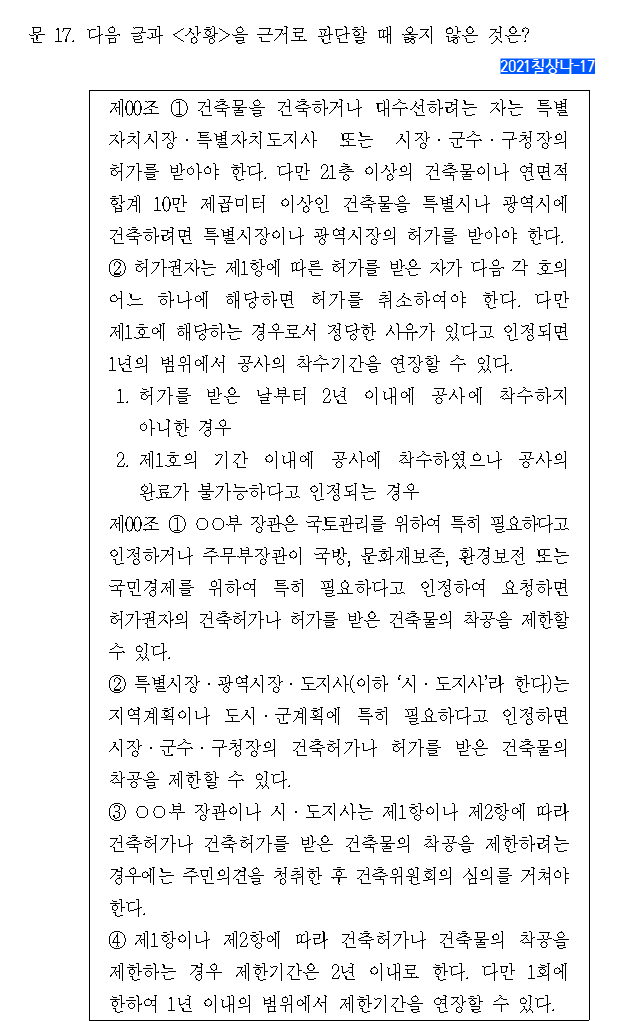 문 17. 다음 글과 <상황>을 근거로 판단할 때 옳지 않은 것은?
2021침상나-17
제00조 ① 건축물을 건축하거나 대수선하려는 자는 특별
자치시장·특별자치도지사 또는 시장·군수·구청장의
허가를 받아야 한다. 다만 21층 이상의 건축물이나 연면적
합계 10만 제곱미터 이상인 건축물을 특별시나 광역시에
건축하려면 특별시장이나 광역시장의 허가를 받아야 한다.
② 허가권자는 제1항에 따른 허가를 받은 자가 다음 각 호의
어느 하나에 해당하면 허가를 취소하여야 한다. 다만
제1호에 해당하는 경우로서 정당한 사유가 있다고 인정되면
1년의 범위에서 공사의 착수기간을 연장할 수 있다.
1. 허가를 받은 날부터 2년 이내에 공사에 착수하지
아니한 경우
2. 제1호의 기간 이내에 공사에 착수하였으나 공사의
완료가 불가능하다고 인정되는 경우
제00조 ① ○○부 장관은 국토관리를 위하여 특히 필요하다고
인정하거나 주무부장관이 국방, 문화재보존, 환경보전 또는
국민경제를 위하여 특히 필요하다고 인정하여 요청하면
허가권자의 건축허가나 허가를 받은 건축물의 착공을 제한할
수 있다.
② 특별시장·광역시장·도지사(이하 ‘시·도지사’라 한다)는
지역계획이나 도시·군계획에 특히 필요하다고 인정하면
시장·군수·구청장의 건축허가나 허가를 받은 건축물의
착공을 제한할 수 있다.
③ ○○부 장관이나 시·도지사는 제1항이나 제2항에 따라
건축허가나 건축허가를 받은 건축물의 착공을 제한하려는
경우에는 주민의견을 청취한 후 건축위원회의 심의를 거쳐야
한다.
④ 제1항이나 제2항에 따라 건축허가나 건축물의 착공을
제한하는 경우 제한기간은 2년 이내로 한다. 다만 1회에
한하여 1년 이내의 범위에서 제한기간을 연장할 수 있다.